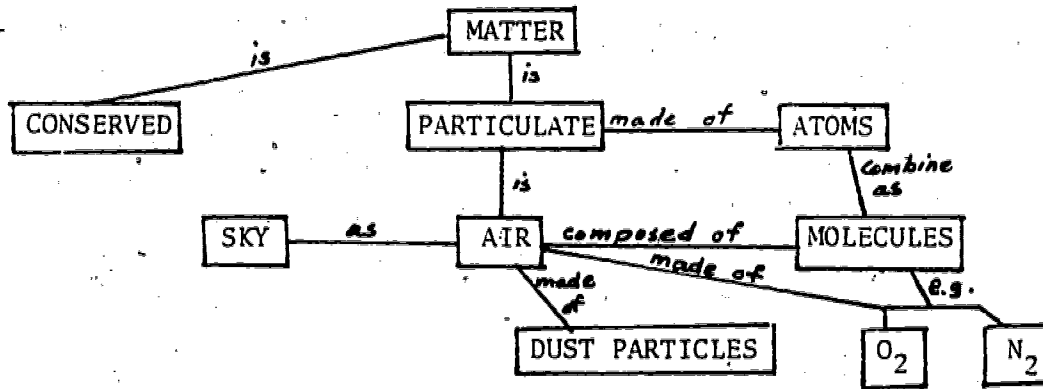 MATTER
is
is
CONSERVED
PARTICULATE made of ATOMS
is
combine
as
SKY as AIR composed of MOLECULES
made of
e.g.
made
of
DUST PARTICLES
O2
N2